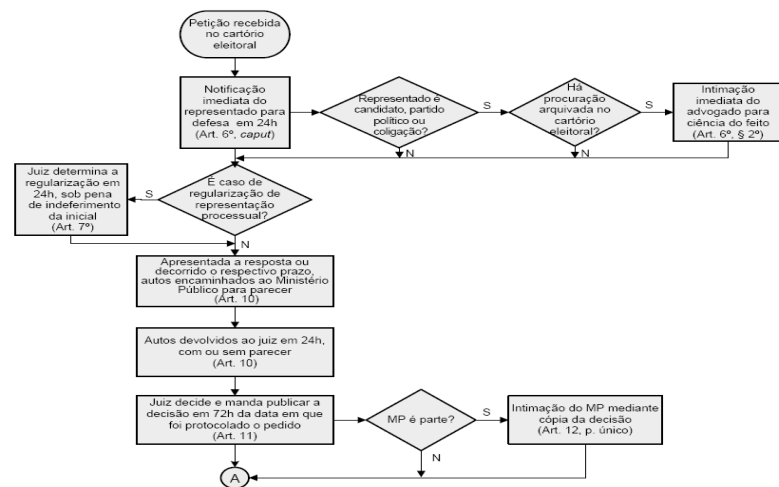 Petição recebida
no cartório
eleitoral
Notificação
imediata do
representado para
defesa em 24h
(Art. 6º, caput)
Representado é
candidato, partido
político ou
coligação?
S
N
Há
procuração
arquivada no
cartório
eleitoral?
S
N
Intimação
imediata do
advogado para
ciência do feito
(Art. 6º, § 2º)
É caso de
regularização de
representação
processual?
S
N
Juiz determina a
regularização em
24h, sob pena
de indeferimento
da inicial
(Art. 7º)
Apresentada a resposta ou
decorrido o respectivo prazo,
autos encaminhados ao Ministério
Público para parecer
(Art. 10)
Autos devolvidos ao juiz em 24h,
com ou sem parecer
(Art. 10)
Juiz decide e manda publicar a
decisão em 72h da data em que
foi protocolado o pedido
(Art. 11)
MP é parte?
S
N
Intimação do MP mediante
cópia da decisão
(Art. 12, p. único)
A